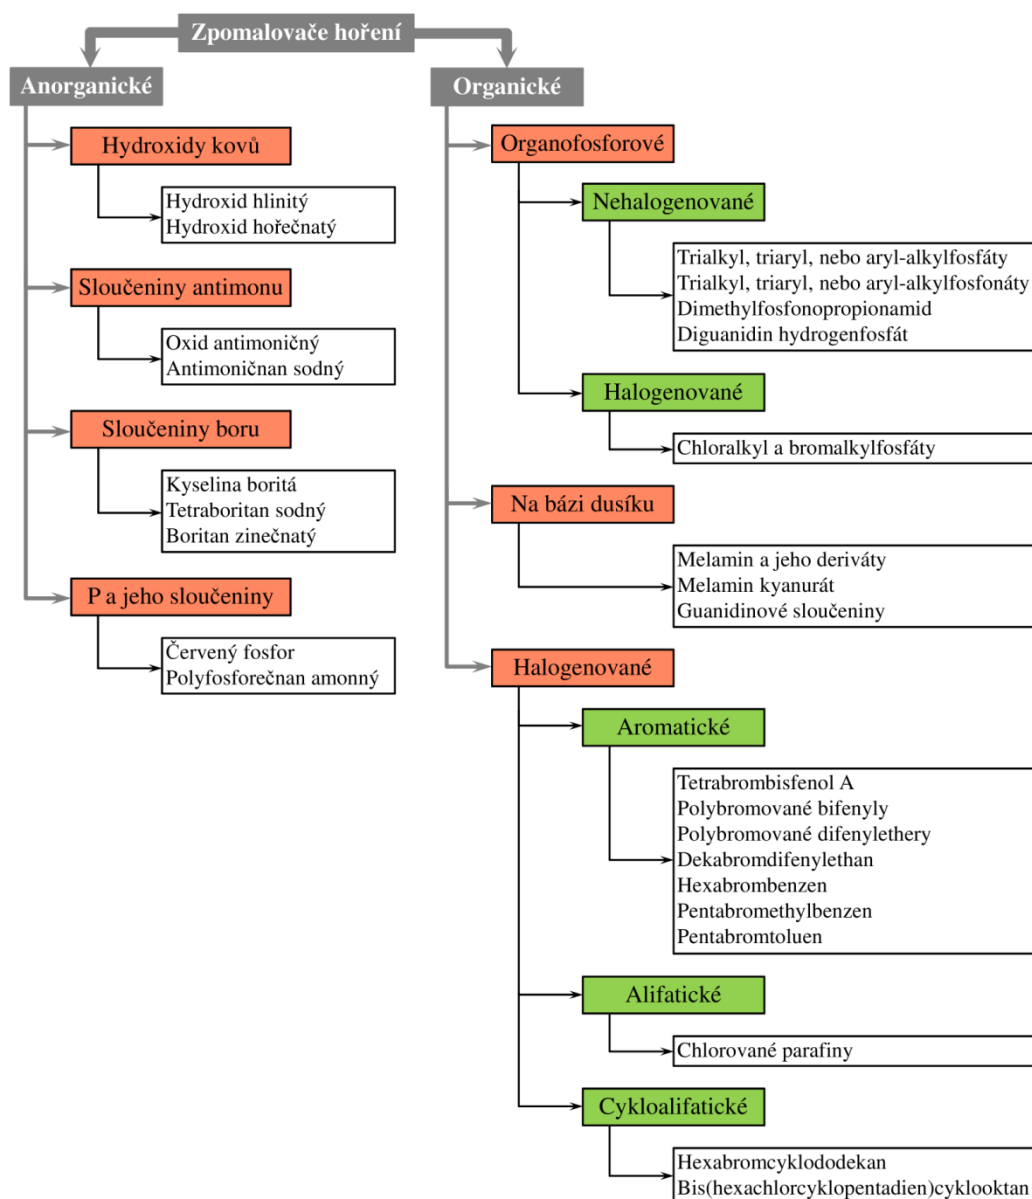 Zpomalovače hoření
Anorganické
Hydroxidy kovů
Hydroxid hlinitý
Hydroxid hořečnatý
Sloučeniny antimonu
Oxid antimoničný
Antimoničnan sodný
Sloučeniny boru
Kyselina boritá
Tetraboritan sodný
Boritan zinečnatý
P a jeho sloučeniny
Červený fosfor
Polyfosforečnan amonný
Organické
Organofosforové
Nehalogenované
Trialkyl, triaryl, nebo aryl-alkylfosfáty
Trialkyl, triaryl, nebo aryl-alkylfosfonáty
Dimethylfosfonopropionamid
Diguanidin hydrogenfosfát
Halogenované
Chloralkyl a bromalkylfosfáty
Na bázi dusíku
Melamin a jeho deriváty
Melamin kyanurát
Guanidinové sloučeniny
Halogenované
Aromatické
Tetrabrombisfenol A
Polybromované bifenyly
Polybromované difenylethery
Dekabromdifenylethan
Hexabrombenzen
Pentabromethylbenzen
Pentabromtoluen
Alifatické
Chlorované parafiny
Cykloalifatické
Hexabromcyklododekan
Bis(hexachlorcyklopentadien)cyklooktan